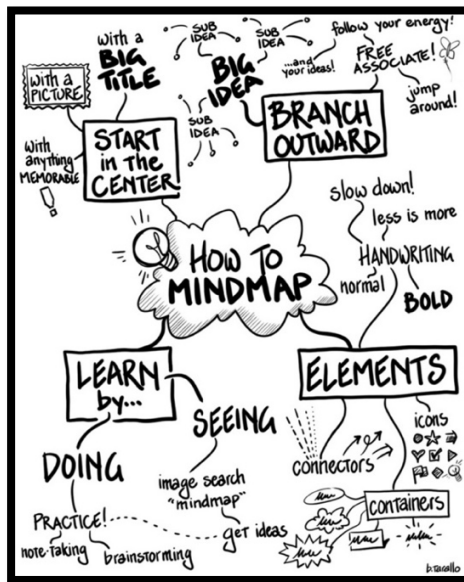 HOW TO
MINDMAP
START
in the
CENTER
with a
PICTURE
with a
BIG
TITLE
with
anything
MEMORABLE
!
BRANCH
OUTWARD
BIG
IDEA
SUB
IDEA
SUB
IDEA
SUB
IDEA
follow your energy!
...and
your ideas!
FREE
ASSOCIATE!
jump
around!
ELEMENTS
HANDWRITING
slow down!
less is more
normal
BOLD
connectors
icons
containers
LEARN
by...
DOING
PRACTICE!
note-taking
brainstorming
SEEING
image search
"mindmap"
get ideas